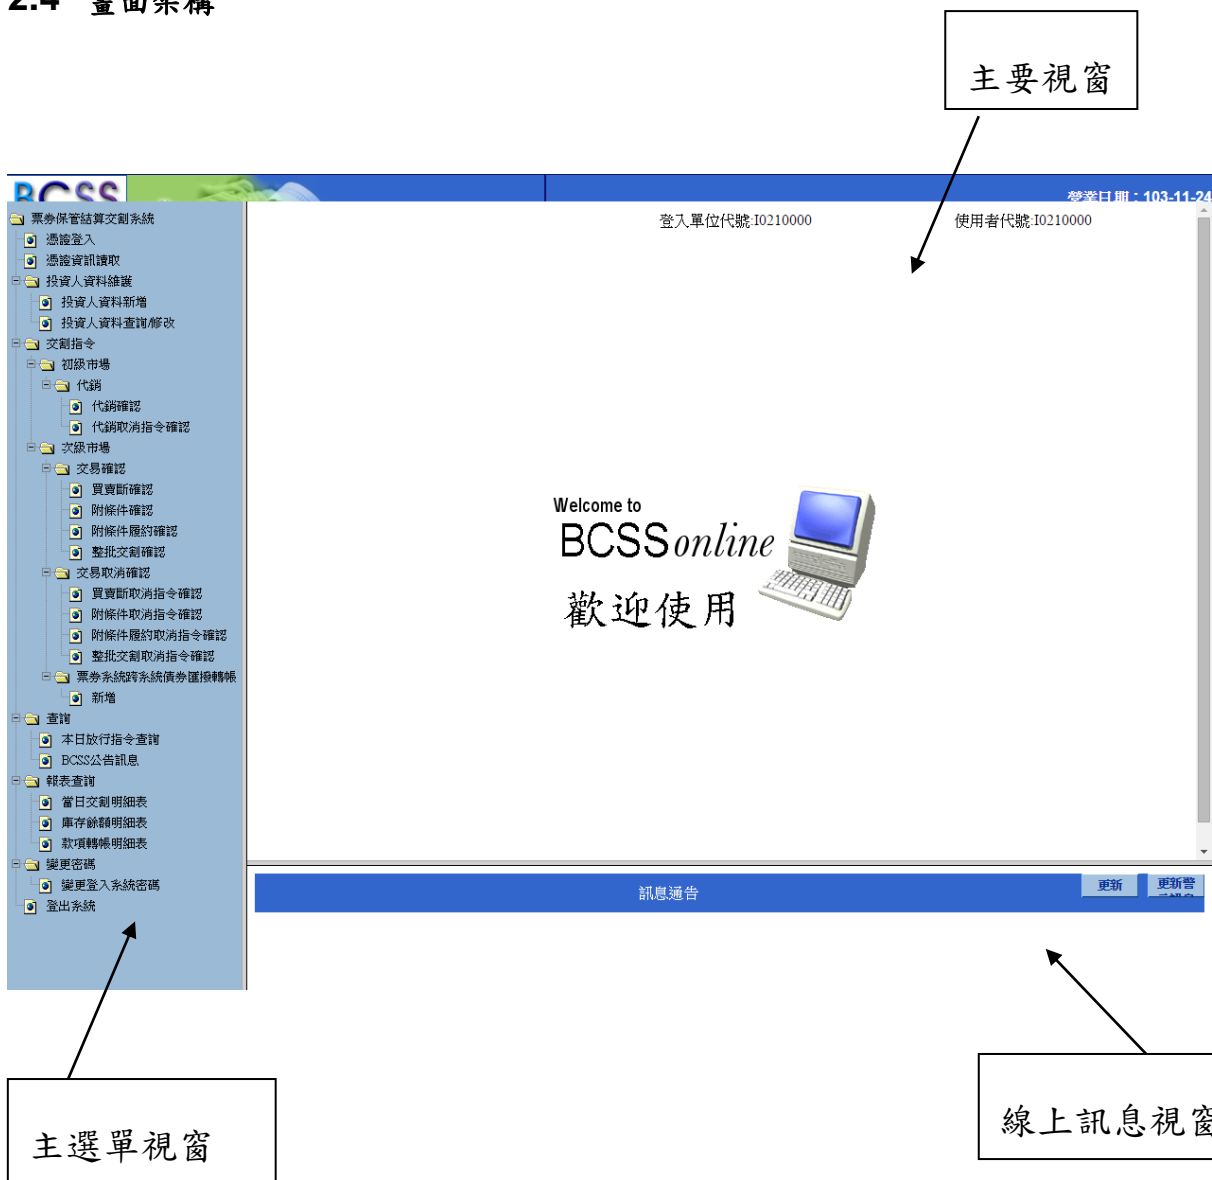 2.4 畫面架構
主要視窗
BCSS
營業日期：103-11-24
登入單位代號:I0210000 使用者代號:I0210000
票券保管結算交割系統
憑證登入
憑證資訊讀取
投資人資料維護
投資人資料新增
投資人資料查詢/修改
交割指令
初級市場
代銷
代銷確認
代銷取消指令確認
次級市場
交易確認
買賣斷確認
附條件確認
附條件履約確認
整批交割確認
交易取消確認
買賣斷取消指令確認
附條件取消指令確認
附條件履約取消指令確認
整批交割取消指令確認
票券系統跨系統債券匯撥轉帳
新增
查詢
本日放行指令查詢
BCSS公告訊息
報表查詢
當日交割明細表
庫存餘額明細表
款項轉帳明細表
變更密碼
變更登入系統密碼
登出系統
Welcome to
BCSS online
歡迎使用
訊息通告
更新
更新警
線上訊息視窗
主選單視窗